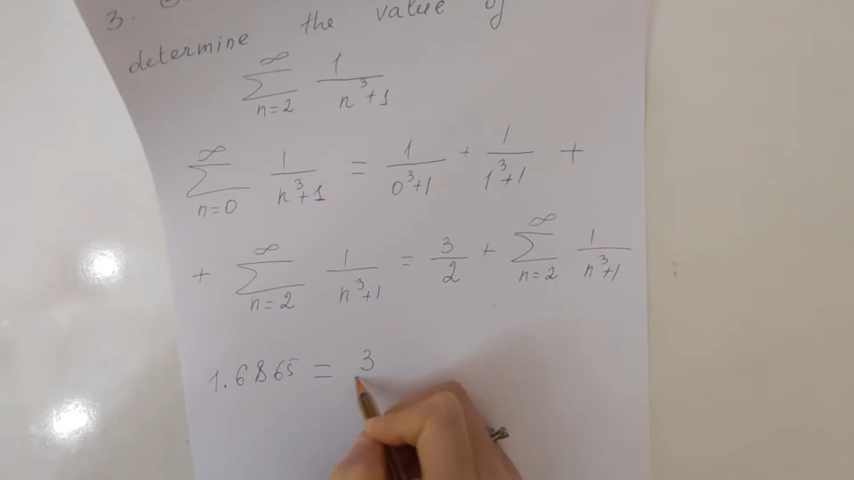 3.
determine the value of
∞ ∑ n=2 1/(n³+1)
∞ ∑ n=0 1/(n³+1) = 1/(0³+1) + 1/(1³+1) +
+ ∞ ∑ n=2 1/(n³+1) = 3/2 + ∞ ∑ n=2 1/(n³+1)
1.6865 = 3